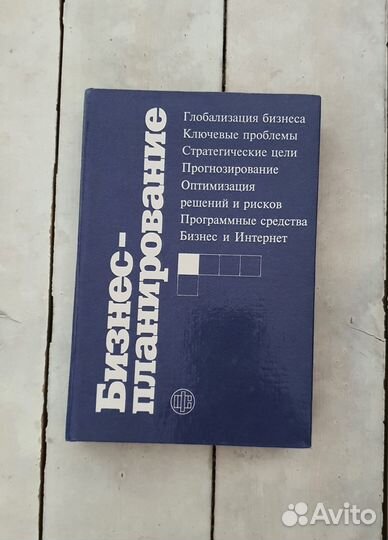 Бизнес-
планирование
Глобализация бизнеса
Ключевые проблемы
Стратегические цели
Прогнозирование
Оптимизация
решений и рисков
Программные средства
Бизнес и Интернет
Avito